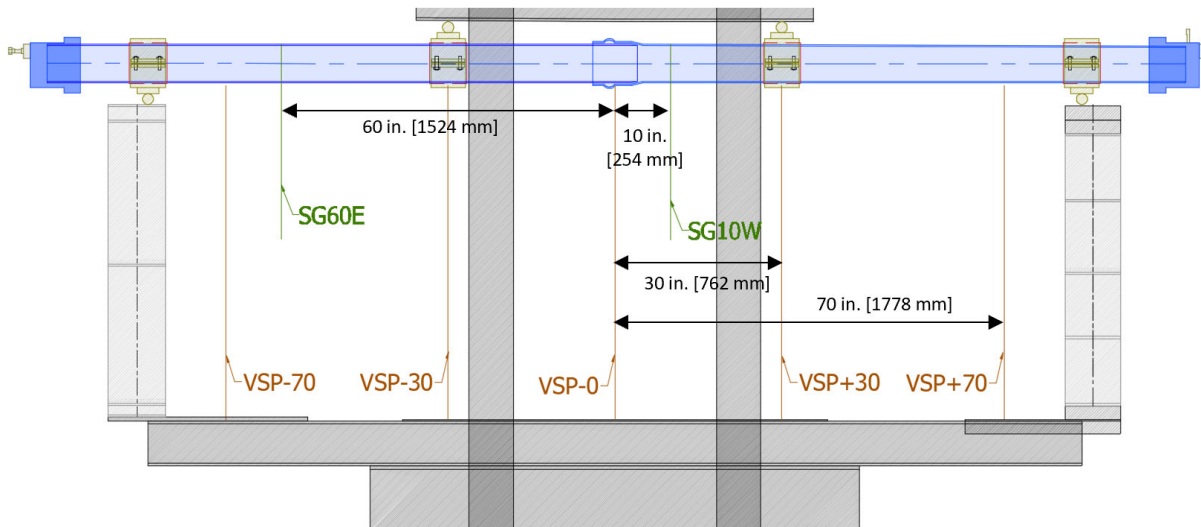 60 in. [1524 mm]
10 in.
[254 mm]
SG60E
SG10W
30 in. [762 mm]
70 in. [1778 mm]
VSP-70
VSP-30
VSP-0
VSP+30
VSP+70